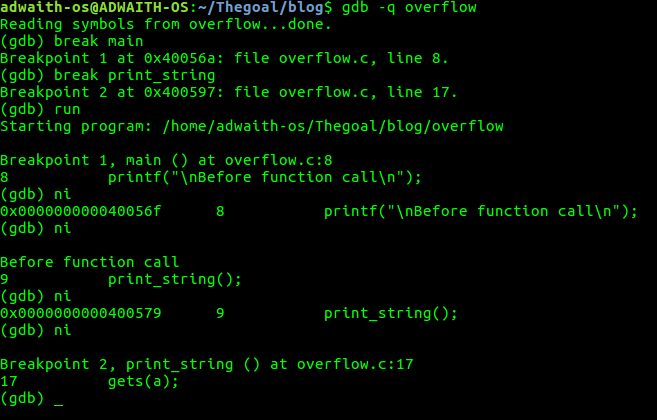 adwaith-os@ADWAITH-OS:~/Thegoal/blog$ gdb -q overflow
Reading symbols from overflow...done.
(gdb) break main
Breakpoint 1 at 0x40056a: file overflow.c, line 8.
(gdb) break print_string
Breakpoint 2 at 0x400597: file overflow.c, line 17.
(gdb) run
Starting program: /home/adwaith-os/Thegoal/blog/overflow
Breakpoint 1, main () at overflow.c:8
8 printf("\nBefore function call\n");
(gdb) ni
0x000000000040056f 8 printf("\nBefore function call\n");
(gdb) ni
Before function call
9 print_string();
(gdb) ni
0x0000000000400579 9 print_string();
(gdb) ni
Breakpoint 2, print_string () at overflow.c:17
17 gets(a);
(gdb) _